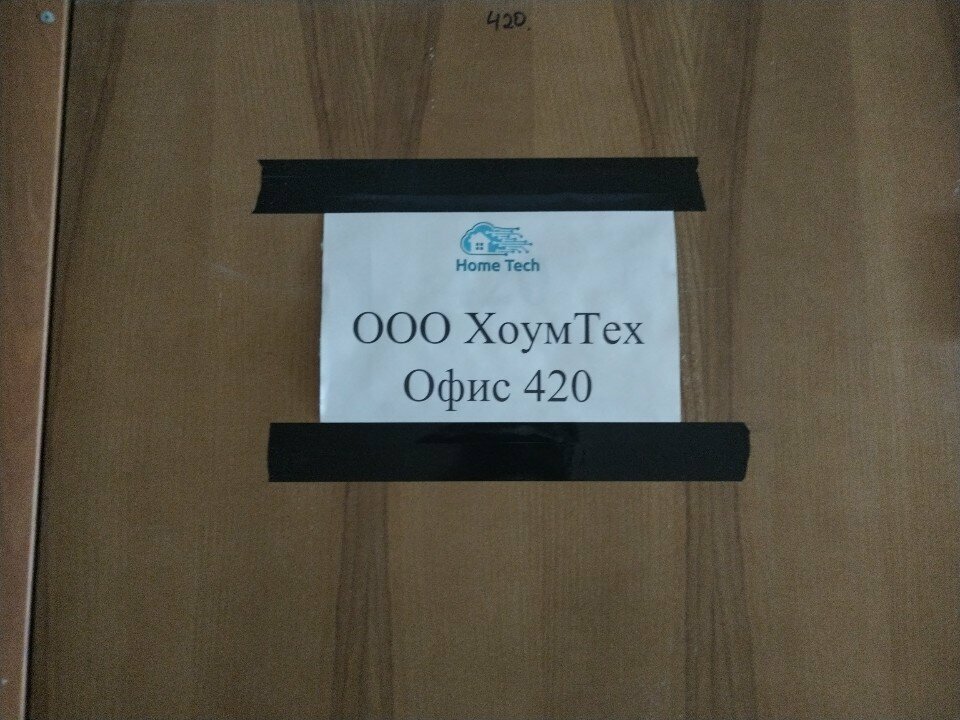 420.
Home Tech
ООО ХоумТех
Офис 420